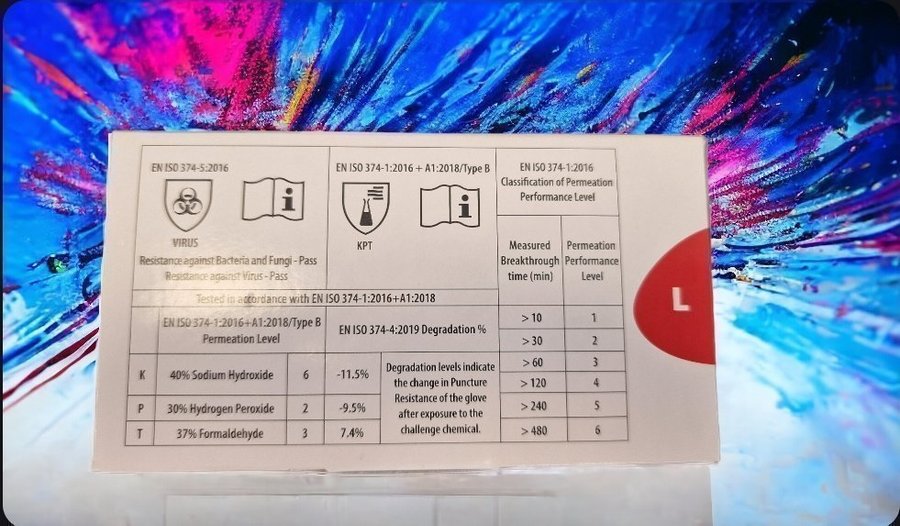 EN ISO 374-5:2016
VIRUS
Resistance against Bacteria and Fungi - Pass
Resistance against Virus - Pass
EN ISO 374-1:2016 + A1:2018/Type B
KPT
EN ISO 374-1:2016
Classification of Permeation
Performance Level
Measured
Breakthrough
time (min)
Permeation
Performance
Level
> 10 1
> 30 2
> 60 3
> 120 4
> 240 5
> 480 6
Tested in accordance with EN ISO 374-1:2016+A1:2018
EN ISO 374-1:2016+A1:2018/Type B
Permeation Level
EN ISO 374-4:2019 Degradation %
K 40% Sodium Hydroxide 6 -11.5%
P 30% Hydrogen Peroxide 2 -9.5%
T 37% Formaldehyde 3 7.4%
Degradation levels indicate
the change in Puncture
Resistance of the glove
after exposure to the
challenge chemical.
L